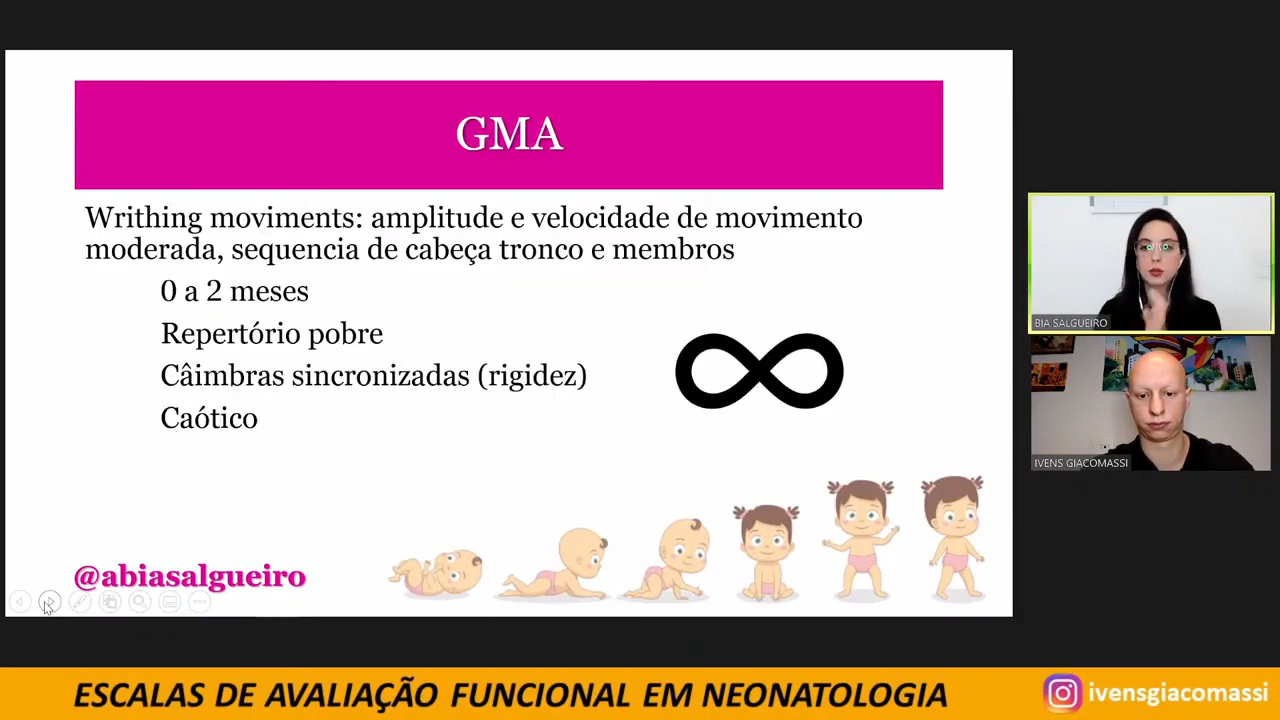 GMA
Writhing moviments: amplitude e velocidade de movimento
moderada, sequencia de cabeça tronco e membros
0 a 2 meses
Repertório pobre
Câimbras sincronizadas (rigidez)
Caótico
@abiasalgueiro
BIA SALGUEIRO
IVENS GIACOMASSI
ESCALAS DE AVALIAÇÃO FUNCIONAL EM NEONATOLOGIA
ivensgiacomassi